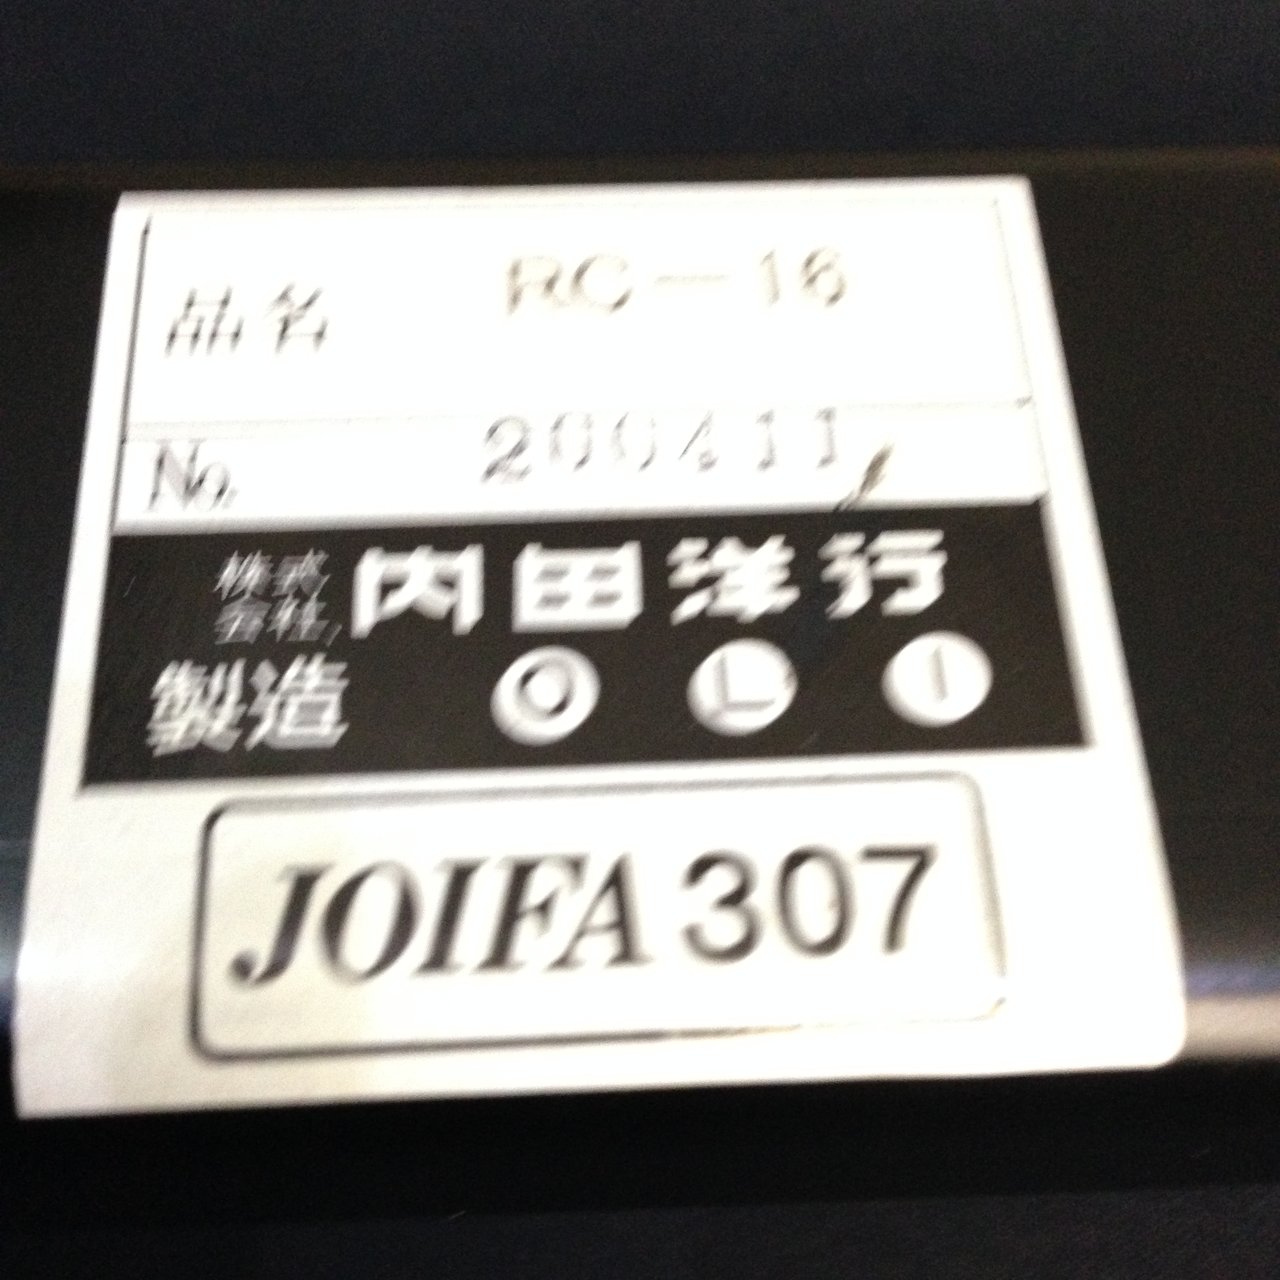 品名 RC－16
No. 200411
株式会社 内田洋行
製造 O L I
JOIFA 307